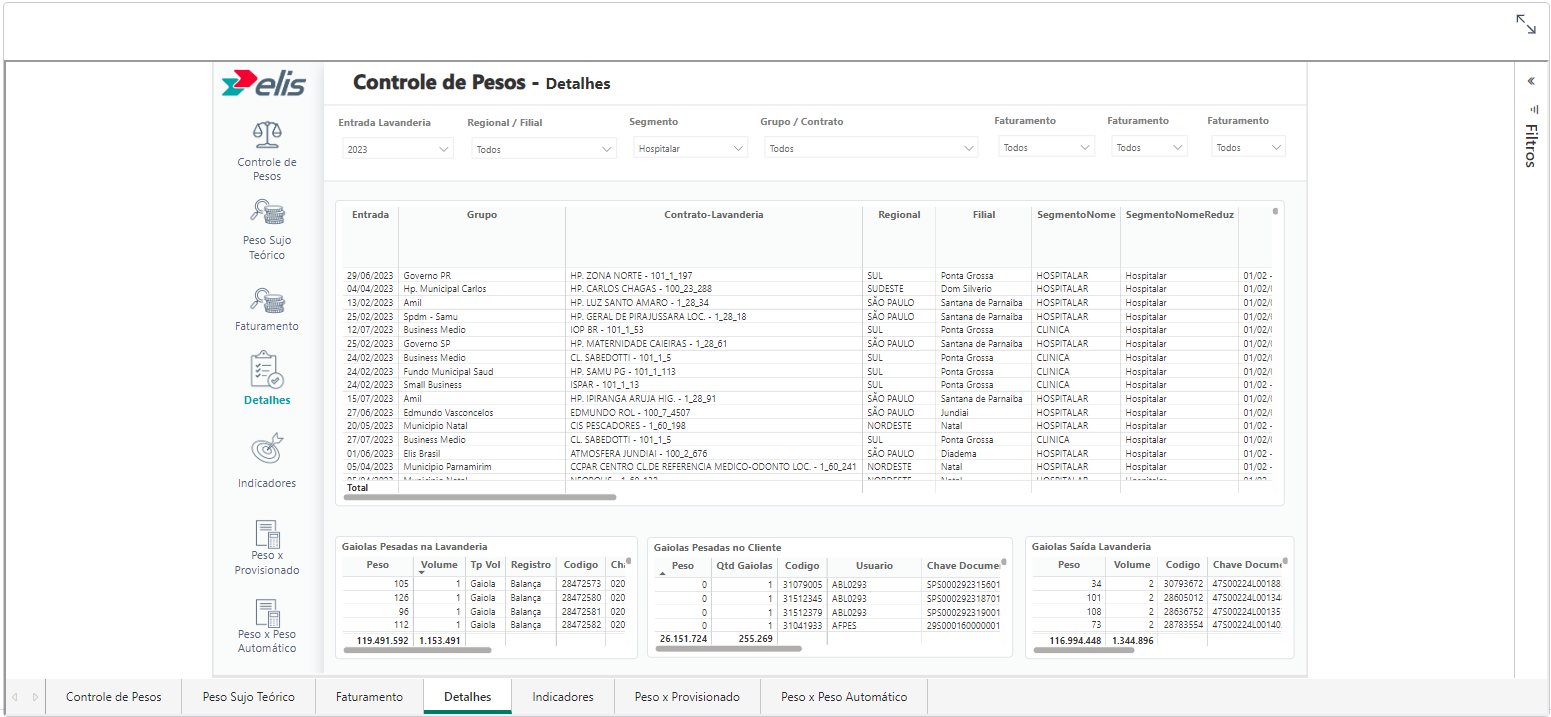 elis
Controle de Pesos - Detalhes
Filtros
Entrada Lavanderia Regional / Filial Segmento Grupo / Contrato Faturamento Faturamento Faturamento
2023 Todos Hospitalar Todos Todos Todos Todos
Controle de
Pesos
Peso Sujo
Teórico
Faturamento
Detalhes
Indicadores
Peso x
Provisionado
Peso x Peso
Automático
Entrada Grupo Contrato-Lavanderia Regional Filial SegmentoNome SegmentoNomeReduz
29/06/2023 Governo PR HP. ZONA NORTE - 101_1_197 SUL Ponta Grossa HOSPITALAR Hospitalar 01/02 -
04/04/2023 Hp. Municipal Carlos HP. CARLOS CHAGAS - 100_23_288 SUDESTE Dom Silverio HOSPITALAR Hospitalar 01/02/
13/02/2023 Amil HP. LUZ SANTO AMARO - 1_28_34 SÃO PAULO Santana de Parnaiba HOSPITALAR Hospitalar 01/02/
25/02/2023 Spdm - Samu HP. GERAL DE PIRAJUSSARA LOC. - 1_28_18 SÃO PAULO Santana de Parnaiba HOSPITALAR Hospitalar 01/02/
12/07/2023 Business Medio IOP BR - 101_1_53 SUL Ponta Grossa CLINICA Hospitalar 01/02 -
25/02/2023 Governo SP HP. MATERNIDADE CAIEIRAS - 1_28_61 SÃO PAULO Santana de Parnaiba HOSPITALAR Hospitalar 01/02/
24/02/2023 Business Medio CL. SABEDOTTI - 101_1_5 SUL Ponta Grossa CLINICA Hospitalar 01/02/
24/02/2023 Fundo Municipal Saud HP. SAMU PG - 101_1_113 SUL Ponta Grossa HOSPITALAR Hospitalar 01/02/
24/02/2023 Small Business ISPAR - 101_1_13 SUL Ponta Grossa CLINICA Hospitalar 01/02/
15/07/2023 Amil HP. IPIRANGA ARUJA HIG. - 1_28_91 SÃO PAULO Santana de Parnaiba HOSPITALAR Hospitalar 01/02 -
27/06/2023 Edmundo Vasconcelos EDMUNDO ROL - 100_7_4507 SÃO PAULO Jundiai HOSPITALAR Hospitalar 01/02/
20/05/2023 Municipio Natal CIS PESCADORES - 1_60_198 NORDESTE Natal HOSPITALAR Hospitalar 01/02 -
27/07/2023 Business Medio CL. SABEDOTTI - 101_1_5 SUL Ponta Grossa CLINICA Hospitalar 01/02/
01/06/2023 Elis Brasil ATMOSFERA JUNDIAI - 100_2_676 SÃO PAULO Diadema HOSPITALAR Hospitalar 01/02 -
05/04/2023 Municipio Parnamirim CCPAR CENTRO CL.DE REFERENCIA MEDICO-ODONTO LOC. - 1_60_241 NORDESTE Natal HOSPITALAR Hospitalar 01/02 -
Total
Gaiolas Pesadas na Lavanderia
Peso Volume Tp Vol Registro Codigo Ch
105 1 Gaiola Balança 28472573 020
126 1 Gaiola Balança 28472580 020
96 1 Gaiola Balança 28472581 020
112 1 Gaiola Balança 28472582 020
119.491.592 1.153.491
Gaiolas Pesadas no Cliente
Peso Qtd Gaiolas Codigo Usuario Chave Docume
0 1 31079005 ABL0293 SPS000292315601
0 1 31512345 ABL0293 SPS000292318701
0 1 31512379 ABL0293 SPS000292319001
0 1 31041933 AFPES 29S000160000001
26.151.724 255.269
Gaiolas Saída Lavanderia
Peso Volume Codigo Chave Docume
34 2 30793672 47S00224L00188
101 2 28605012 47S00224L00134
108 2 28636752 47S00224L00135
73 2 28783554 47S00224L00140
116.994.448 1.344.896
Controle de Pesos Peso Sujo Teórico Faturamento Detalhes Indicadores Peso x Provisionado Peso x Peso Automático